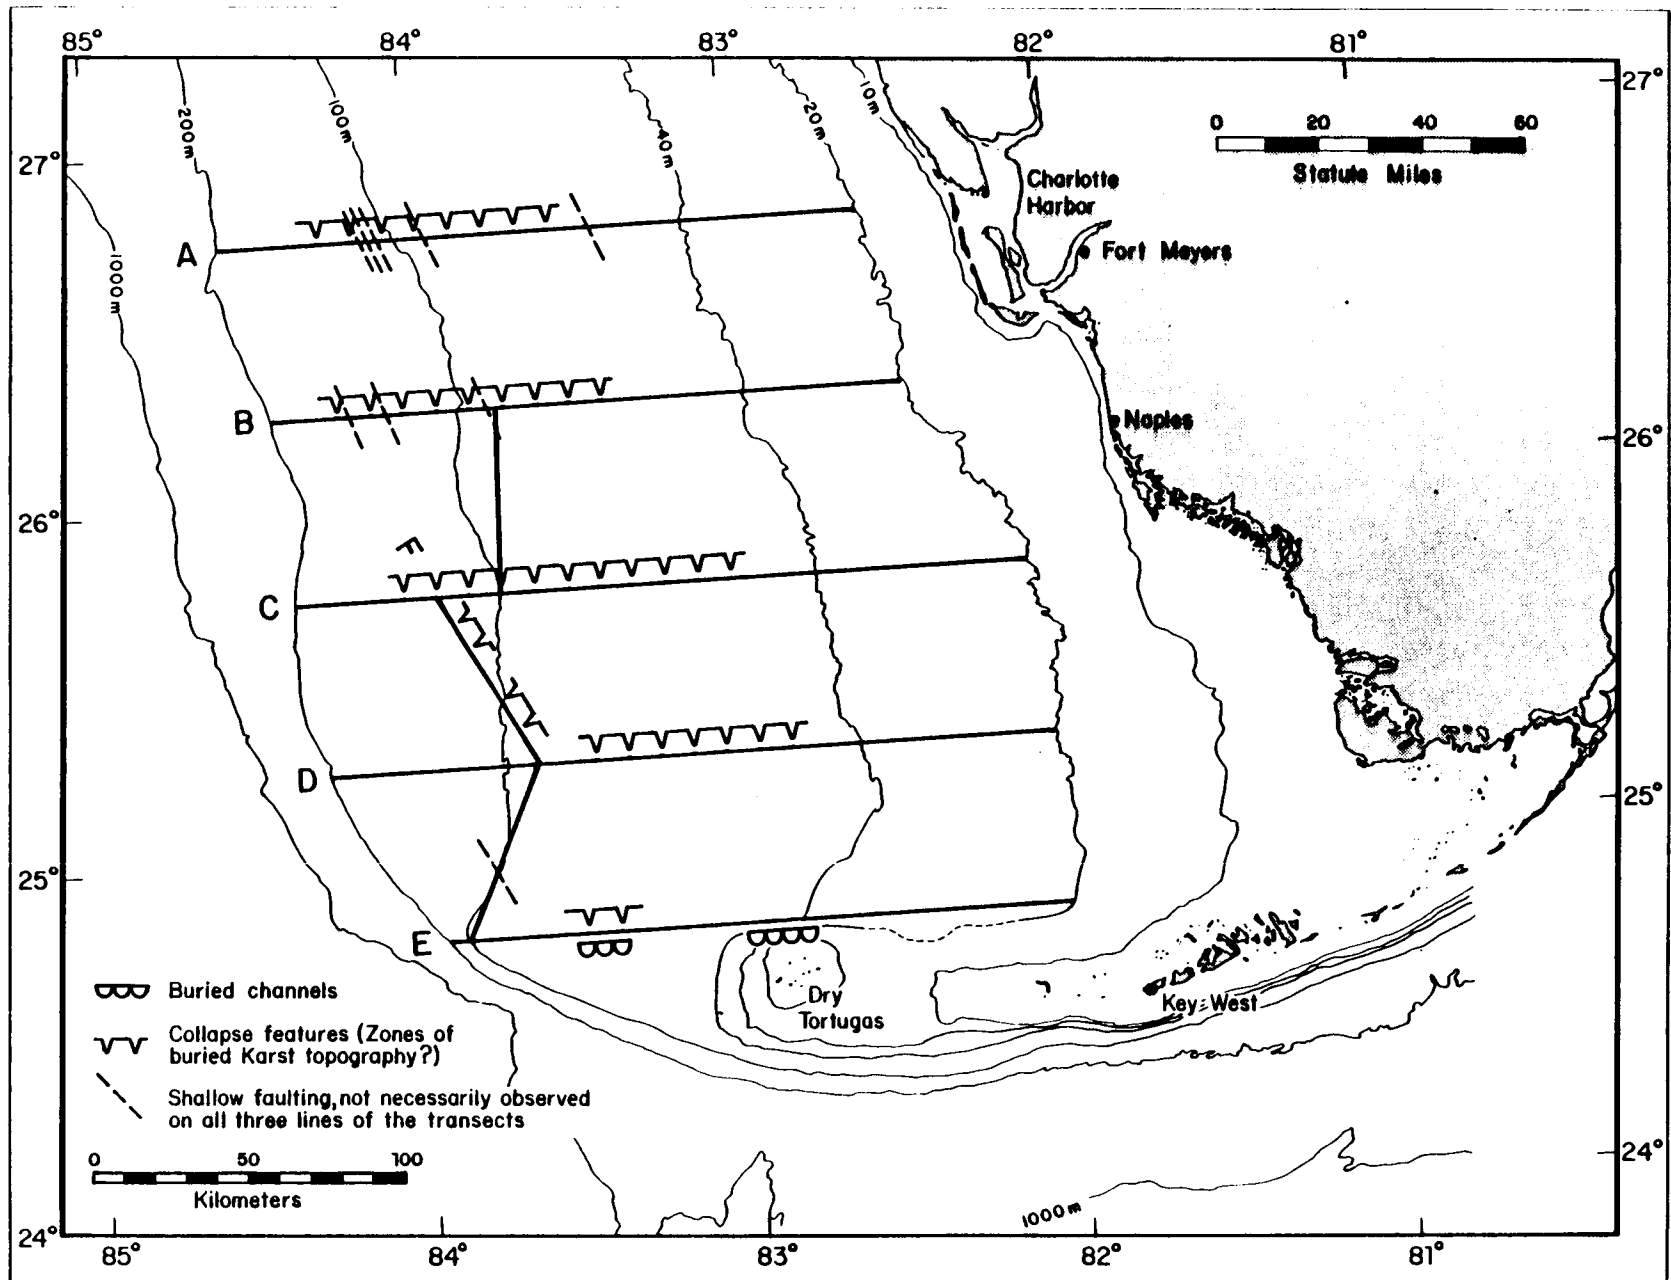 85° 84° 83° 82° 81°
27°
0 20 40 60
Statute Miles
200m
100m
40m
20m
10m
27°
Charlotte
Harbor
A
Fort Meyers
1000m
B
Naples
26°
26°
F
C
D
25°
25°
E
Buried channels
Dry
Tortugas
Key West
Collapse features (Zones of
buried Karst topography?)
Shallow faulting, not necessarily observed
on all three lines of the transects
24°
0 50 100
Kilometers
1000m
24°
85° 84° 83° 82° 81°